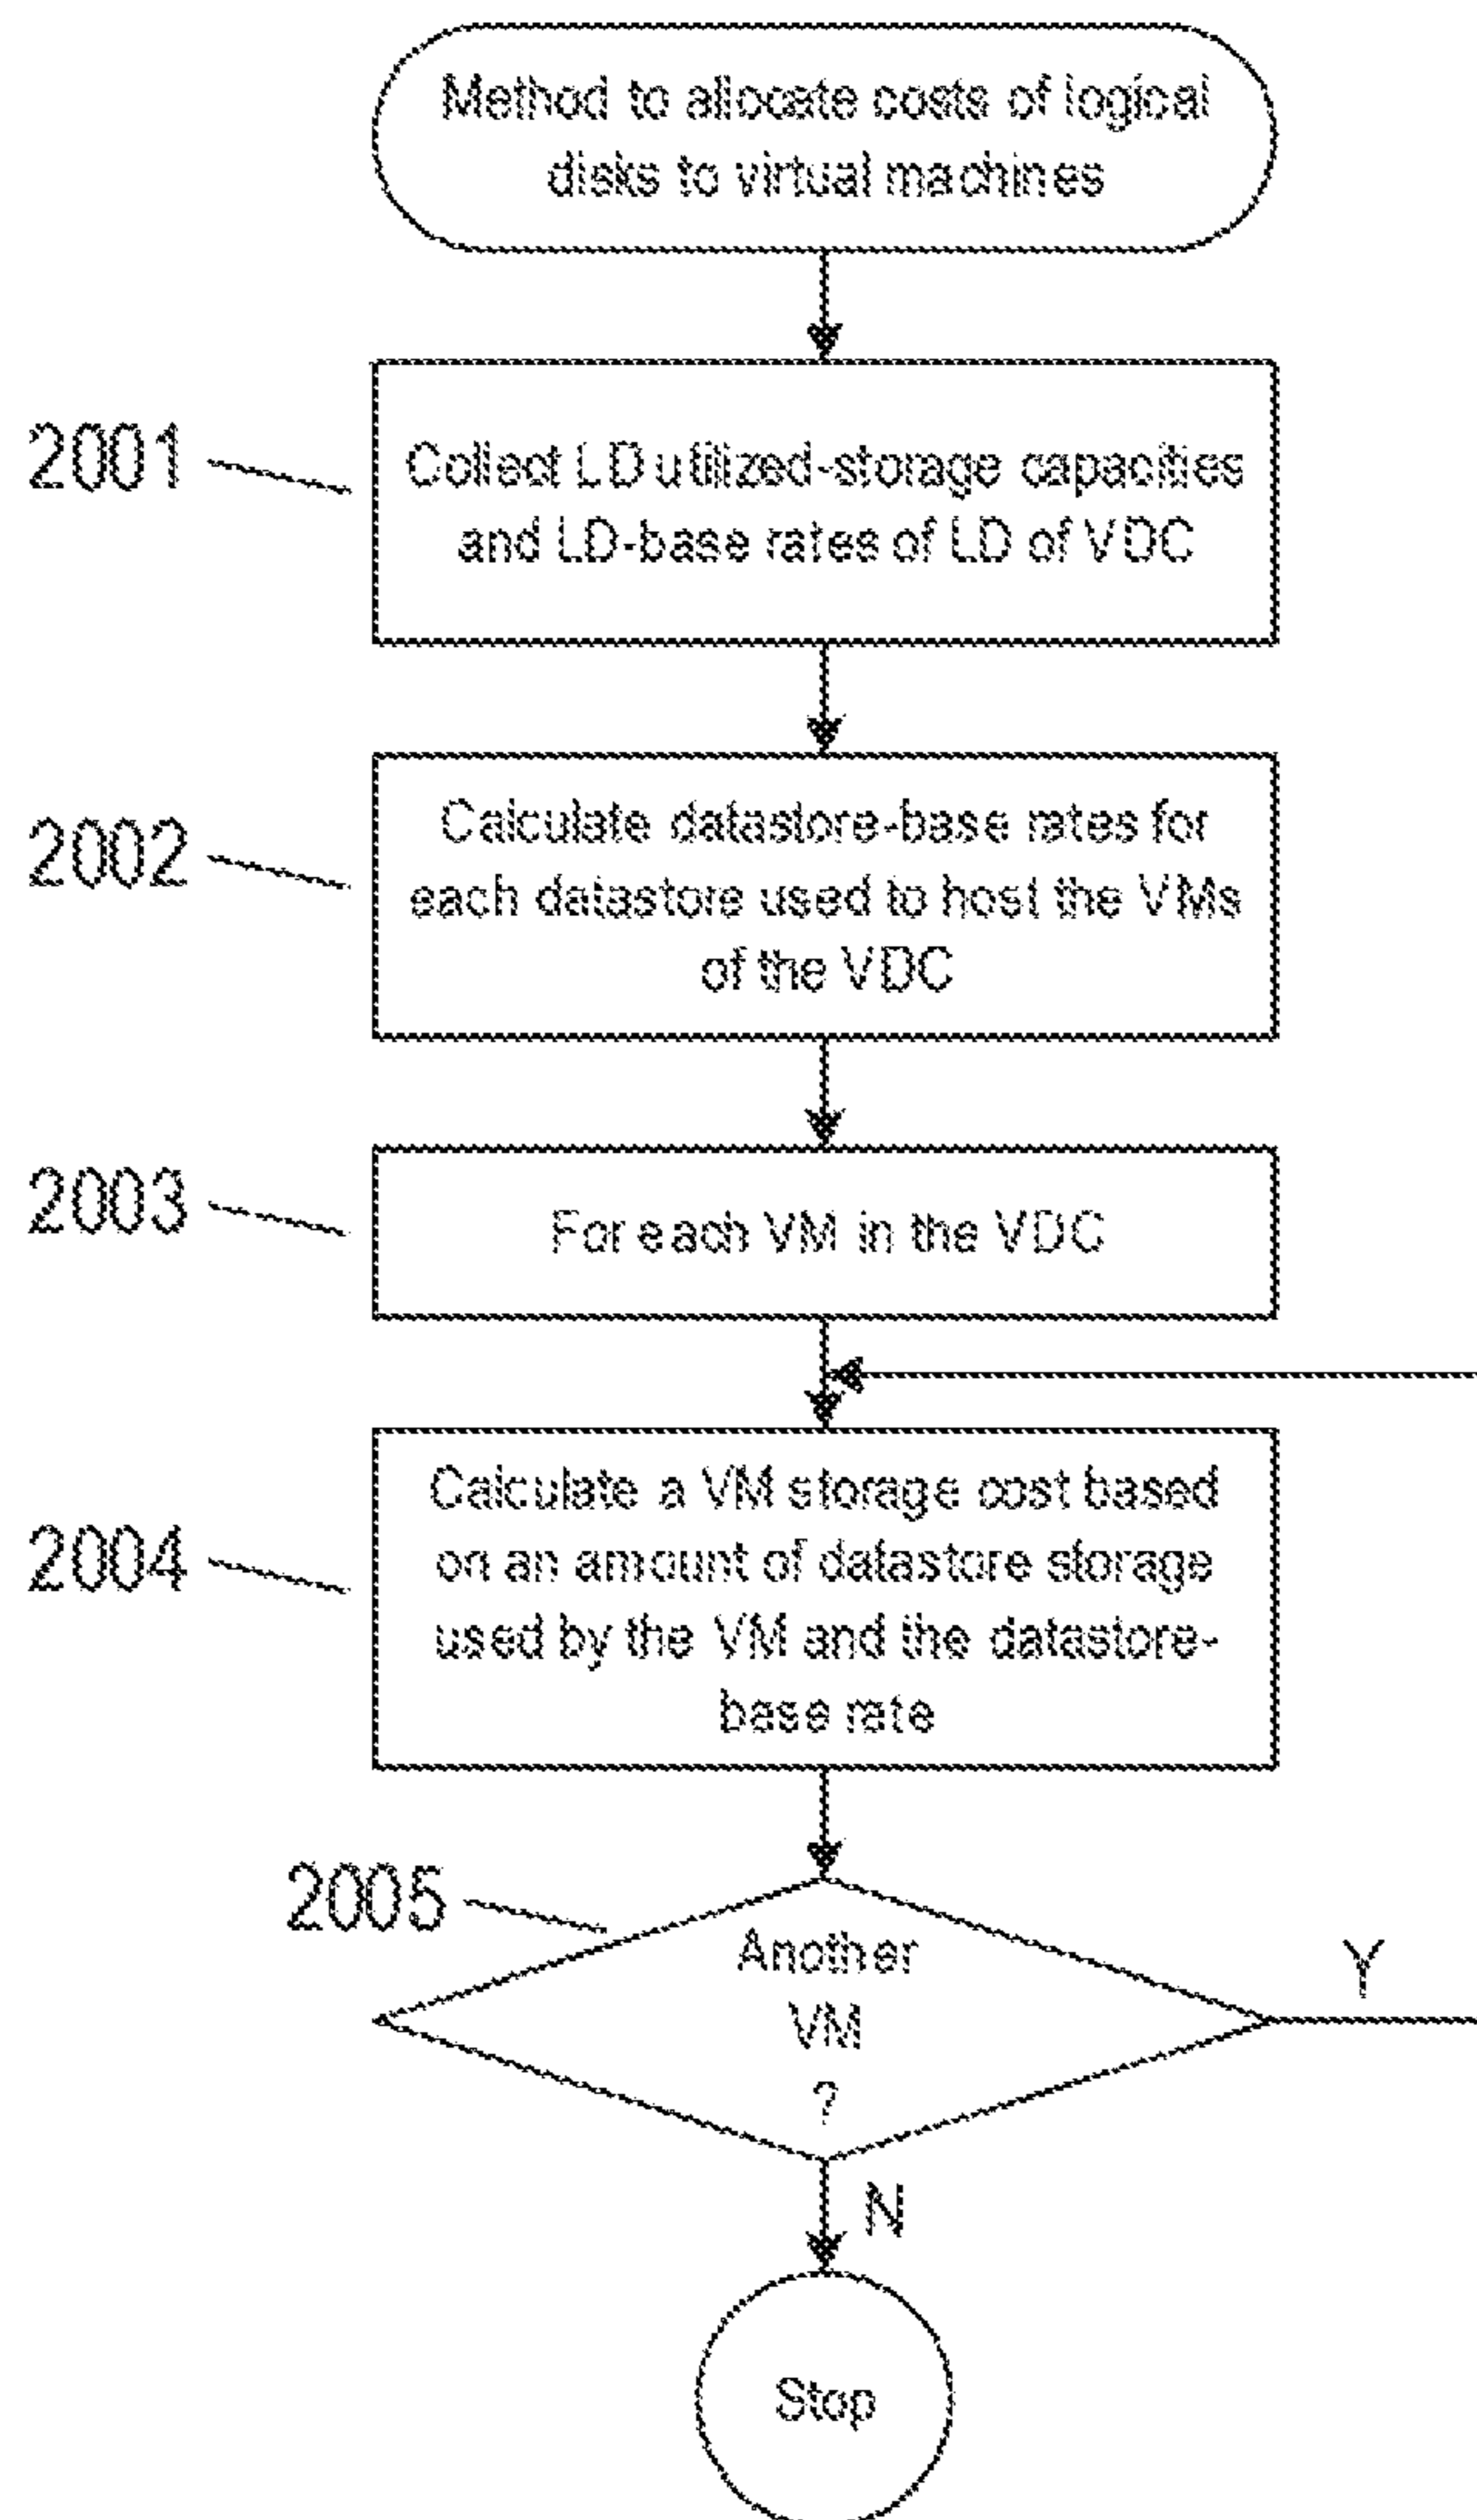 Method to allocate costs of logical
disks to virtual machines
2001
Collect LD utilized-storage capacities
and LD-base rates of LD of VDC
2002
Calculate datastore-base rates for
each datastore used to host the VMs
of the VDC
2003
For each VM in the VDC
2004
Calculate a VM storage cost based
on an amount of datastore storage
used by the VM and the datastore-
base rate
2005
Another
VM
?
Y
N
Stop